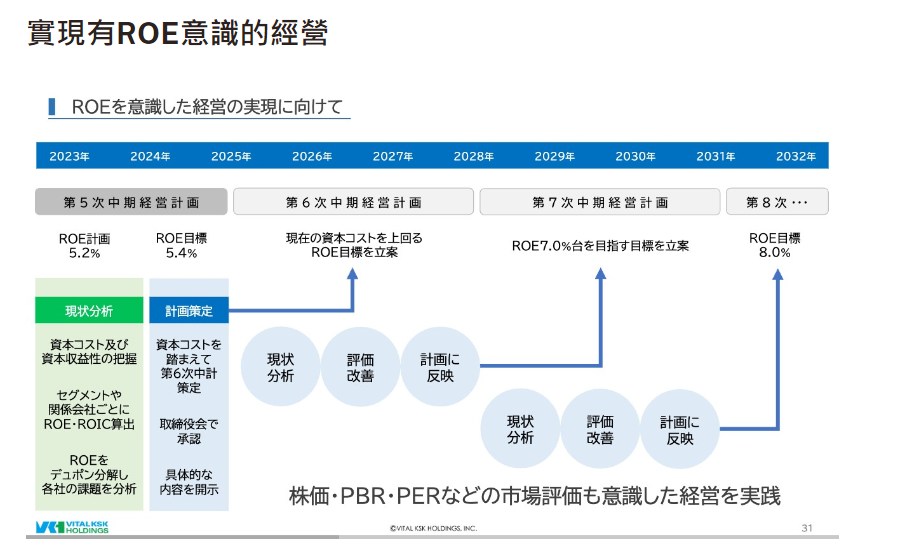 實現有ROE意識的經營
ROEを意識した経営の実現に向けて
2023年 2024年 2025年 2026年 2027年 2028年 2029年 2030年 2031年 2032年
第5次中期経営計画
第6次中期経営計画
第7次中期経営計画
第8次・・・
ROE計画
5.2%
ROE目標
5.4%
現在の資本コストを上回る
ROE目標を立案
ROE7.0%台を目指す目標を立案
ROE目標
8.0%
現状分析
資本コスト及び
資本収益性の把握
セグメントや
関係会社ごとに
ROE・ROIC算出
ROEを
デュポン分解し
各社の課題を分析
計画策定
資本コストを
踏まえて
第6次中計
策定
取締役会で
承認
具体的な
内容を開示
現状
分析
評価
改善
計画に
反映
現状
分析
評価
改善
計画に
反映
株価・PBR・PERなどの市場評価も意識した経営を実践
VITAL KSK
HOLDINGS
©VITAL KSK HOLDINGS, INC.
31